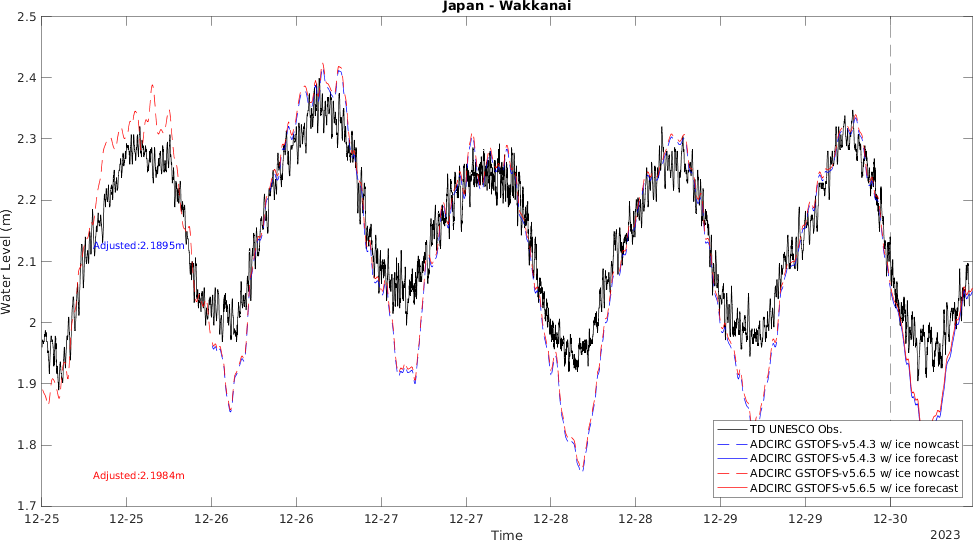 Japan - Wakkanai
2.5
2.4
2.3
2.2
2.1
2
1.9
1.8
1.7
Water Level (m)
Adjusted:2.1895m
Adjusted:2.1984m
TD UNESCO Obs.
ADCIRC GSTOFS-v5.4.3 w/ ice nowcast
ADCIRC GSTOFS-v5.4.3 w/ ice forecast
ADCIRC GSTOFS-v5.6.5 w/ ice nowcast
ADCIRC GSTOFS-v5.6.5 w/ ice forecast
12-25 12-25 12-26 12-26 12-27 12-27 12-28 12-28 12-29 12-29 12-30
Time
2023